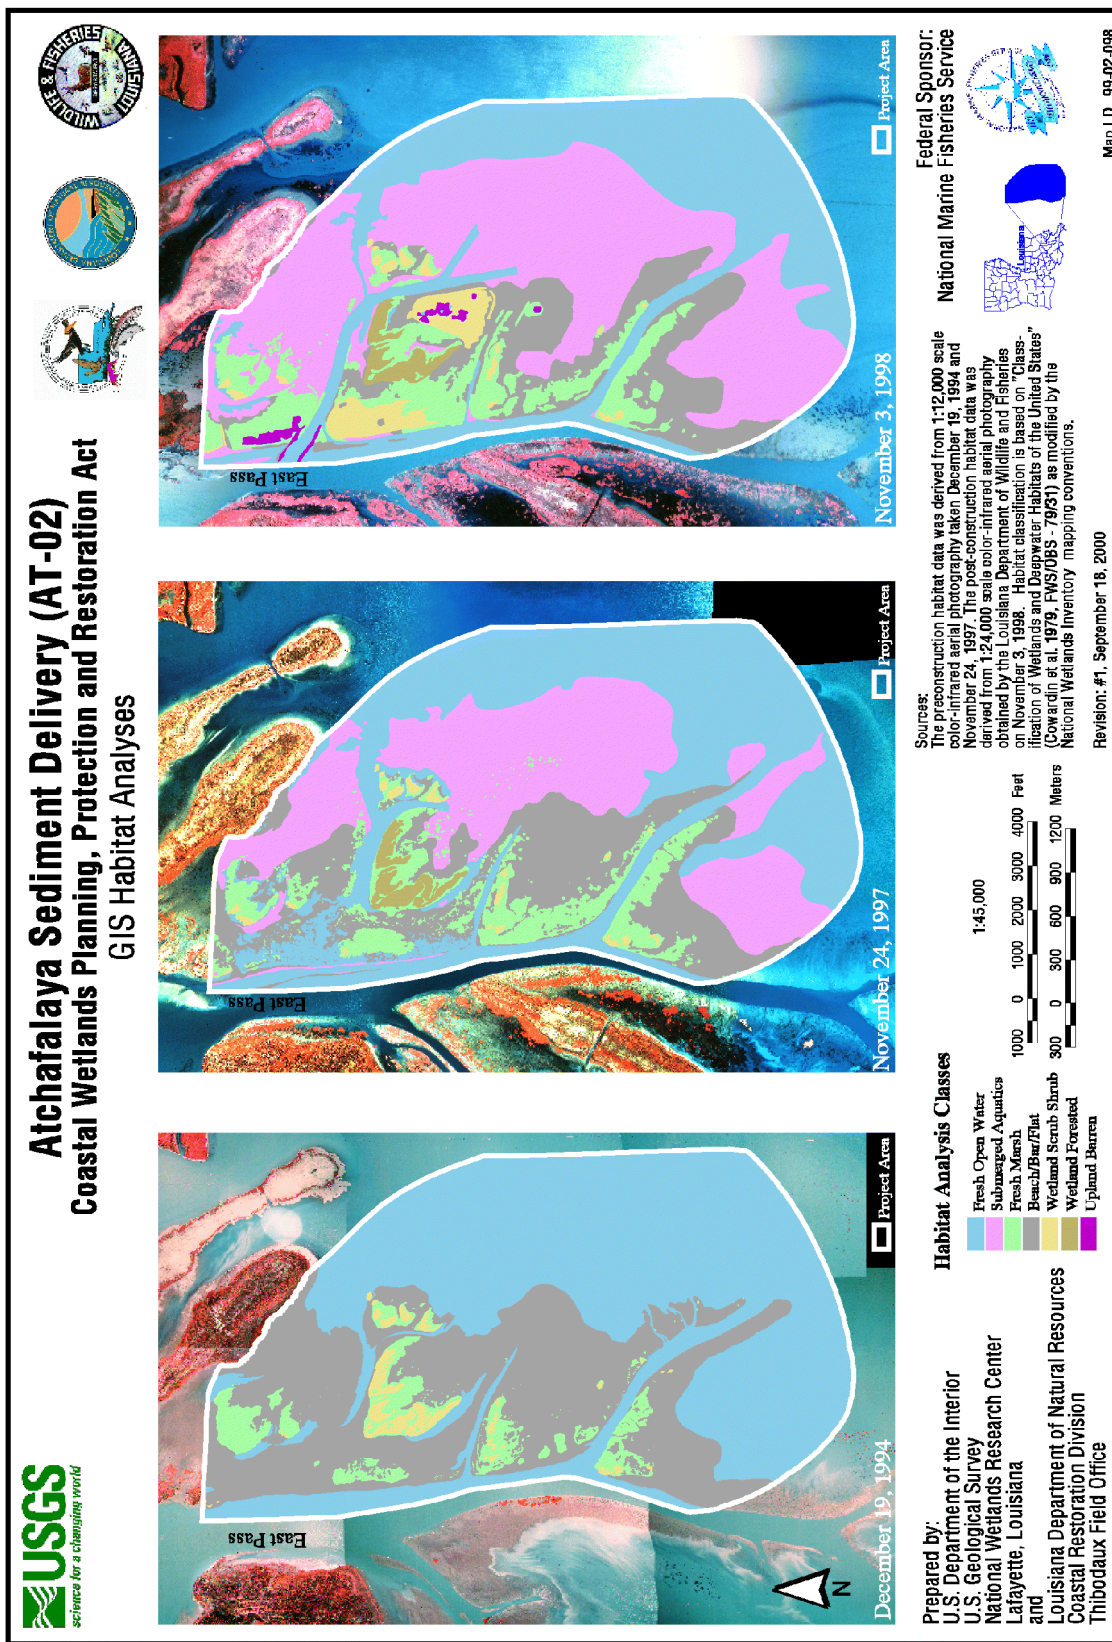 USGS
science for a changing world
Atchafalaya Sediment Delivery (AT-02)
Coastal Wetlands Planning, Protection and Restoration Act
GIS Habitat Analyses
WILDLIFE & FISHERIES
LOUISIANA
East Pass
December 19, 1994
Project Area
N
East Pass
November 24, 1997
Project Area
East Pass
November 3, 1998
Project Area
Prepared by:
U.S. Department of the Interior
U.S. Geological Survey
National Wetlands Research Center
Lafayette, Louisiana
and
Louisiana Department of Natural Resources
Coastal Restoration Division
Thibodaux Field Office
Habitat Analysis Classes
Fresh Open Water
Submerged Aquatics
Fresh Marsh
Beach/Bar/Flat
Wetland Scrub Shrub
Wetland Forested
Upland Barren
1:45,000
1000 0 1000 2000 3000 4000 Feet
300 0 300 600 900 1200 Meters
Sources:
The preconstruction habitat data was derived from 1:12,000 scale
color-infrared aerial photography taken December 19, 1994 and
November 24, 1997. The post-construction habitat data was
derived from 1:24,000 scale color-infrared aerial photography
obtained by the Louisiana Department of Wildlife and Fisheries
on November 3, 1998. Habitat classification is based on "Class-
ification of Wetlands and Deepwater Habitats of the United States"
(Cowardin et al. 1979, FWS/OBS - 79/31) as modified by the
National Wetlands Inventory mapping conventions.
Revision: #1, September 18, 2000
Federal Sponsor:
National Marine
Fisheries Service
Louisiana
Map I.D. 99-02-098